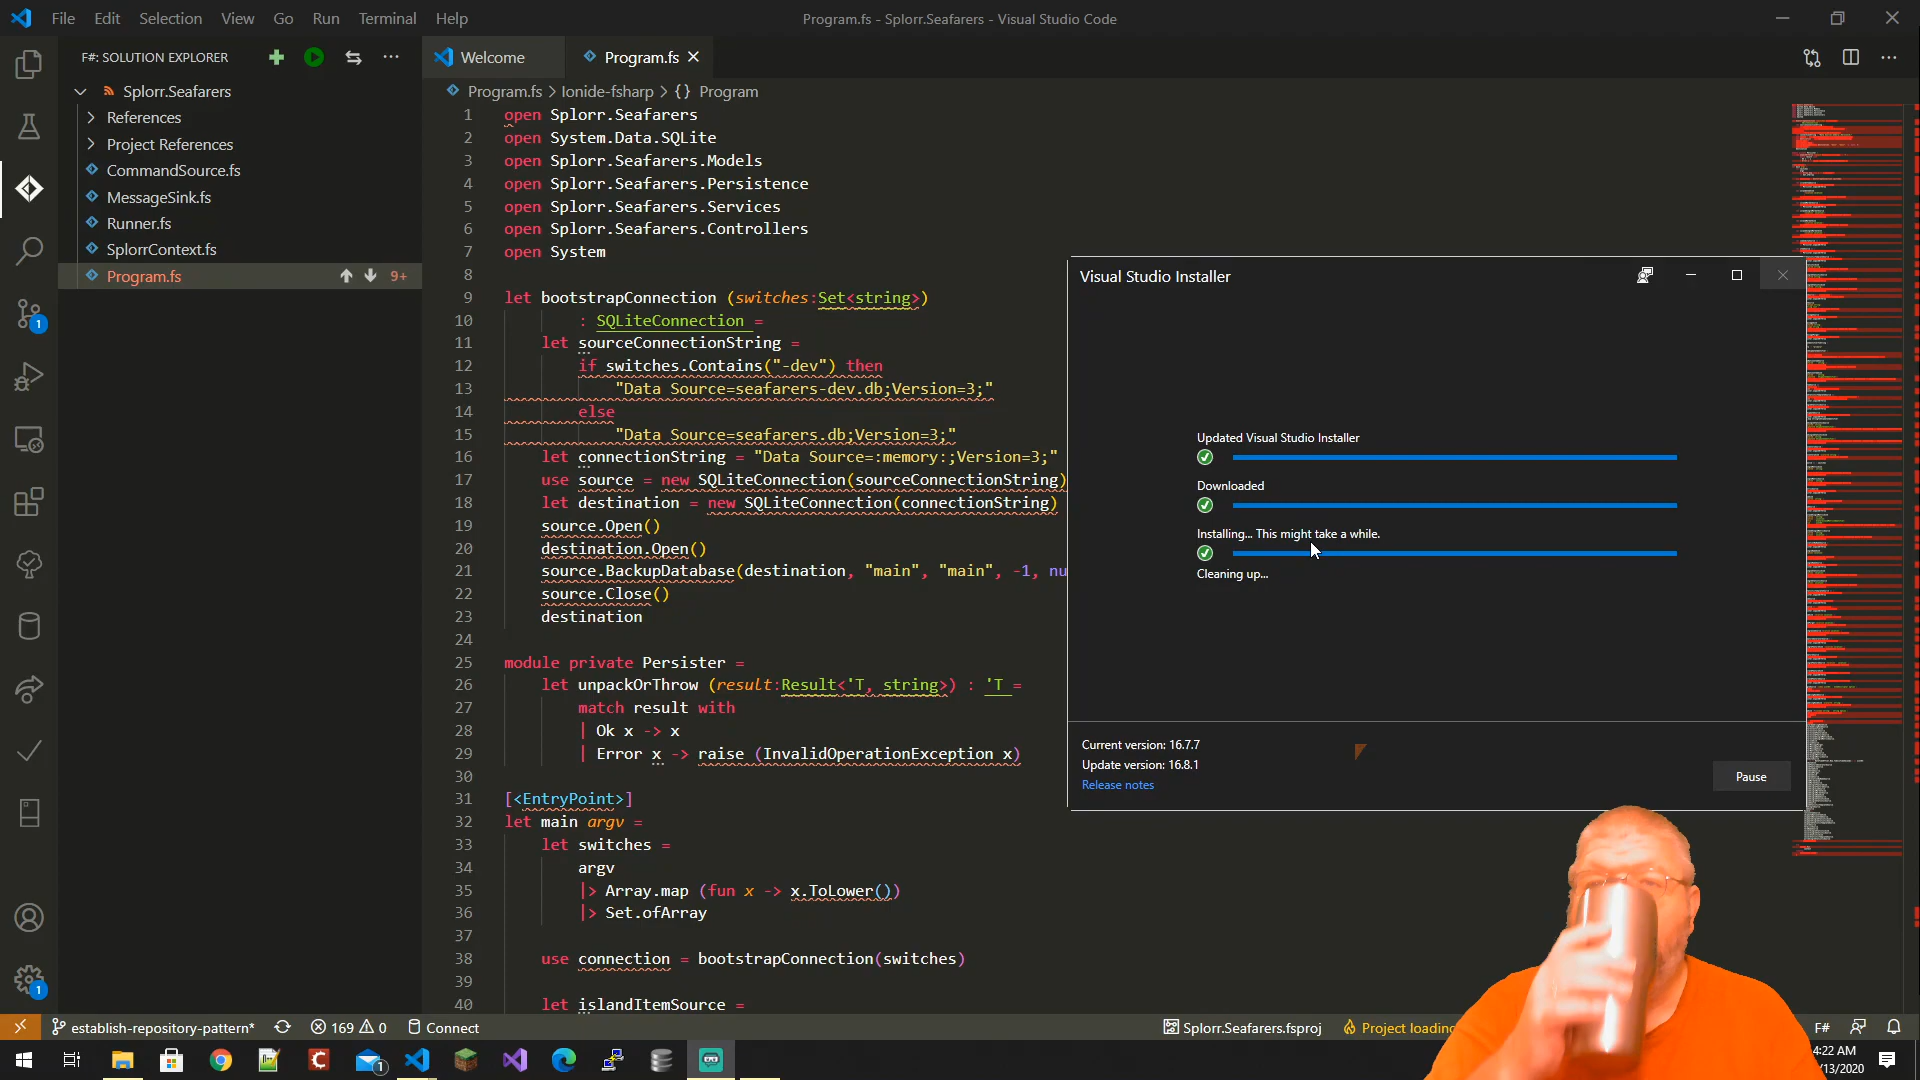 File Edit Selection View Go Run Terminal Help
Program.fs - Splorr.Seafarers - Visual Studio Code
F#: SOLUTION EXPLORER
Splorr.Seafarers
References
Project References
CommandSource.fs
MessageSink.fs
Runner.fs
SplorrContext.fs
Program.fs 9+
Welcome
Program.fs
Program.fs > Ionide-fsharp > {} Program
1 open Splorr.Seafarers
2 open System.Data.SQLite
3 open Splorr.Seafarers.Models
4 open Splorr.Seafarers.Persistence
5 open Splorr.Seafarers.Services
6 open Splorr.Seafarers.Controllers
7 open System
8
9 let bootstrapConnection (switches:Set<string>)
10 : SQLiteConnection =
11 let sourceConnectionString =
12 if switches.Contains("-dev") then
13 "Data Source=seafarers-dev.db;Version=3;"
14 else
15 "Data Source=seafarers.db;Version=3;"
16 let connectionString = "Data Source=:memory:;Version=3;"
17 use source = new SQLiteConnection(sourceConnectionString)
18 let destination = new SQLiteConnection(connectionString)
19 source.Open()
20 destination.Open()
21 source.BackupDatabase(destination, "main", "main", -1, nu
22 source.Close()
23 destination
24
25 module private Persister =
26 let unpackOrThrow (result:Result<'T, string>) : 'T =
27 match result with
28 | Ok x -> x
29 | Error x -> raise (InvalidOperationException x)
30
31 [<EntryPoint>]
32 let main argv =
33 let switches =
34 argv
35 |> Array.map (fun x -> x.ToLower())
36 |> Set.ofArray
37
38 use connection = bootstrapConnection(switches)
39
40 let islandItemSource =
Visual Studio Installer
Updated Visual Studio Installer
Downloaded
Installing... This might take a while.
Cleaning up...
Current version: 16.7.7
Update version: 16.8.1
Release notes
Pause
1
1
establish-repository-pattern* 169 0 Connect
Splorr.Seafarers.fsproj Project loading
F#
1
4:22 AM
/13/2020